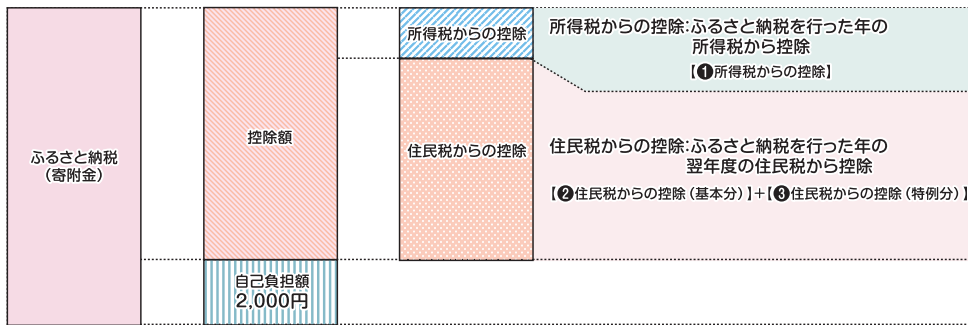 ふるさと納税
（寄附金）
控除額
自己負担額
2,000円
所得税からの控除
住民税からの控除
所得税からの控除：ふるさと納税を行った年の
所得税から控除
【❶所得税からの控除】
住民税からの控除：ふるさと納税を行った年の
翌年度の住民税から控除
【❷住民税からの控除（基本分）】＋【❸住民税からの控除（特例分）】